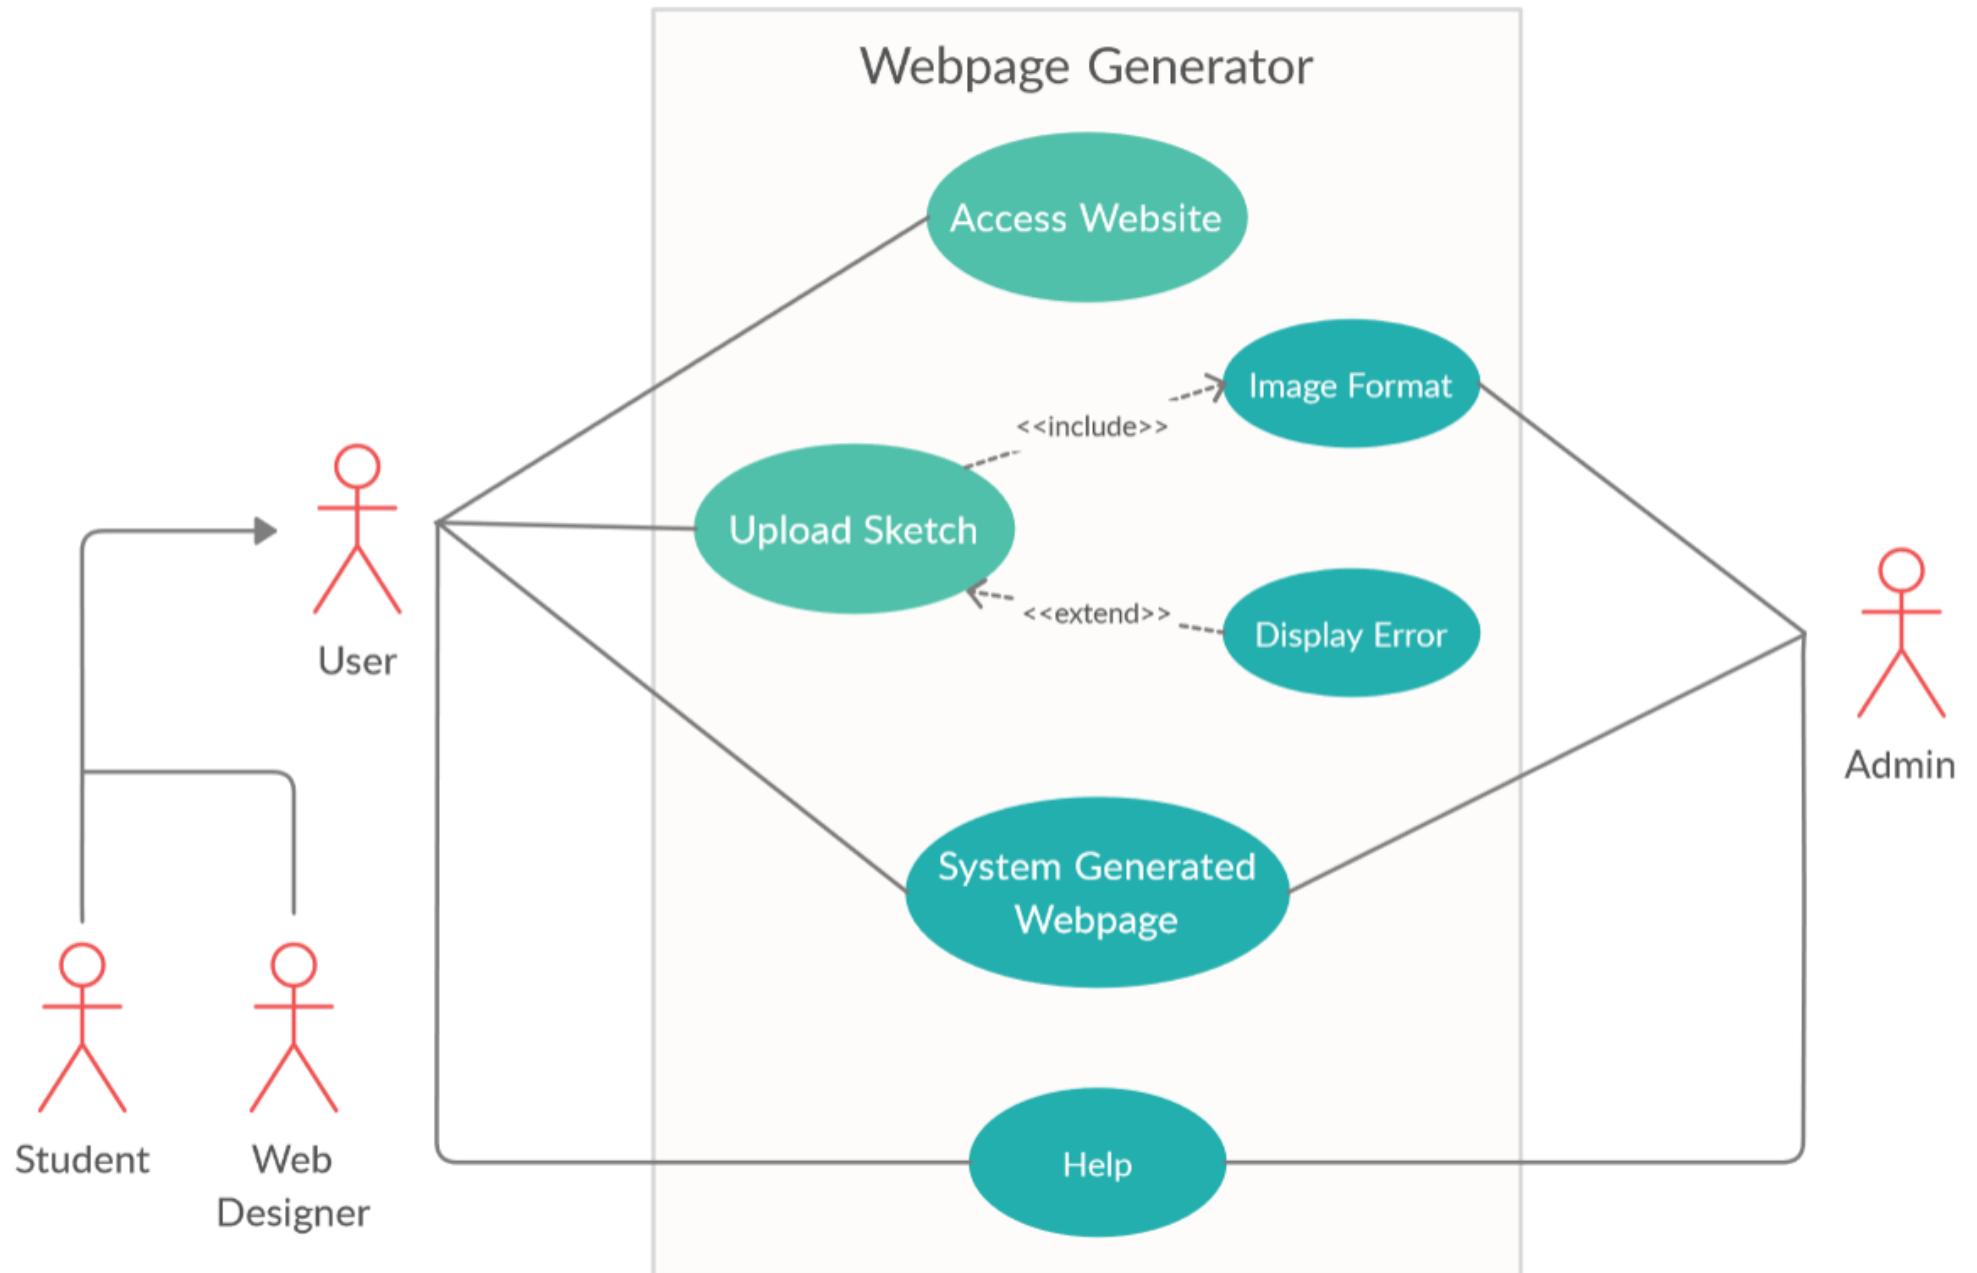 Webpage Generator
Access Website
Image Format
<<include>>
Upload Sketch
<<extend>>
Display Error
User
Admin
System Generated
Webpage
Student
Web
Designer
Help